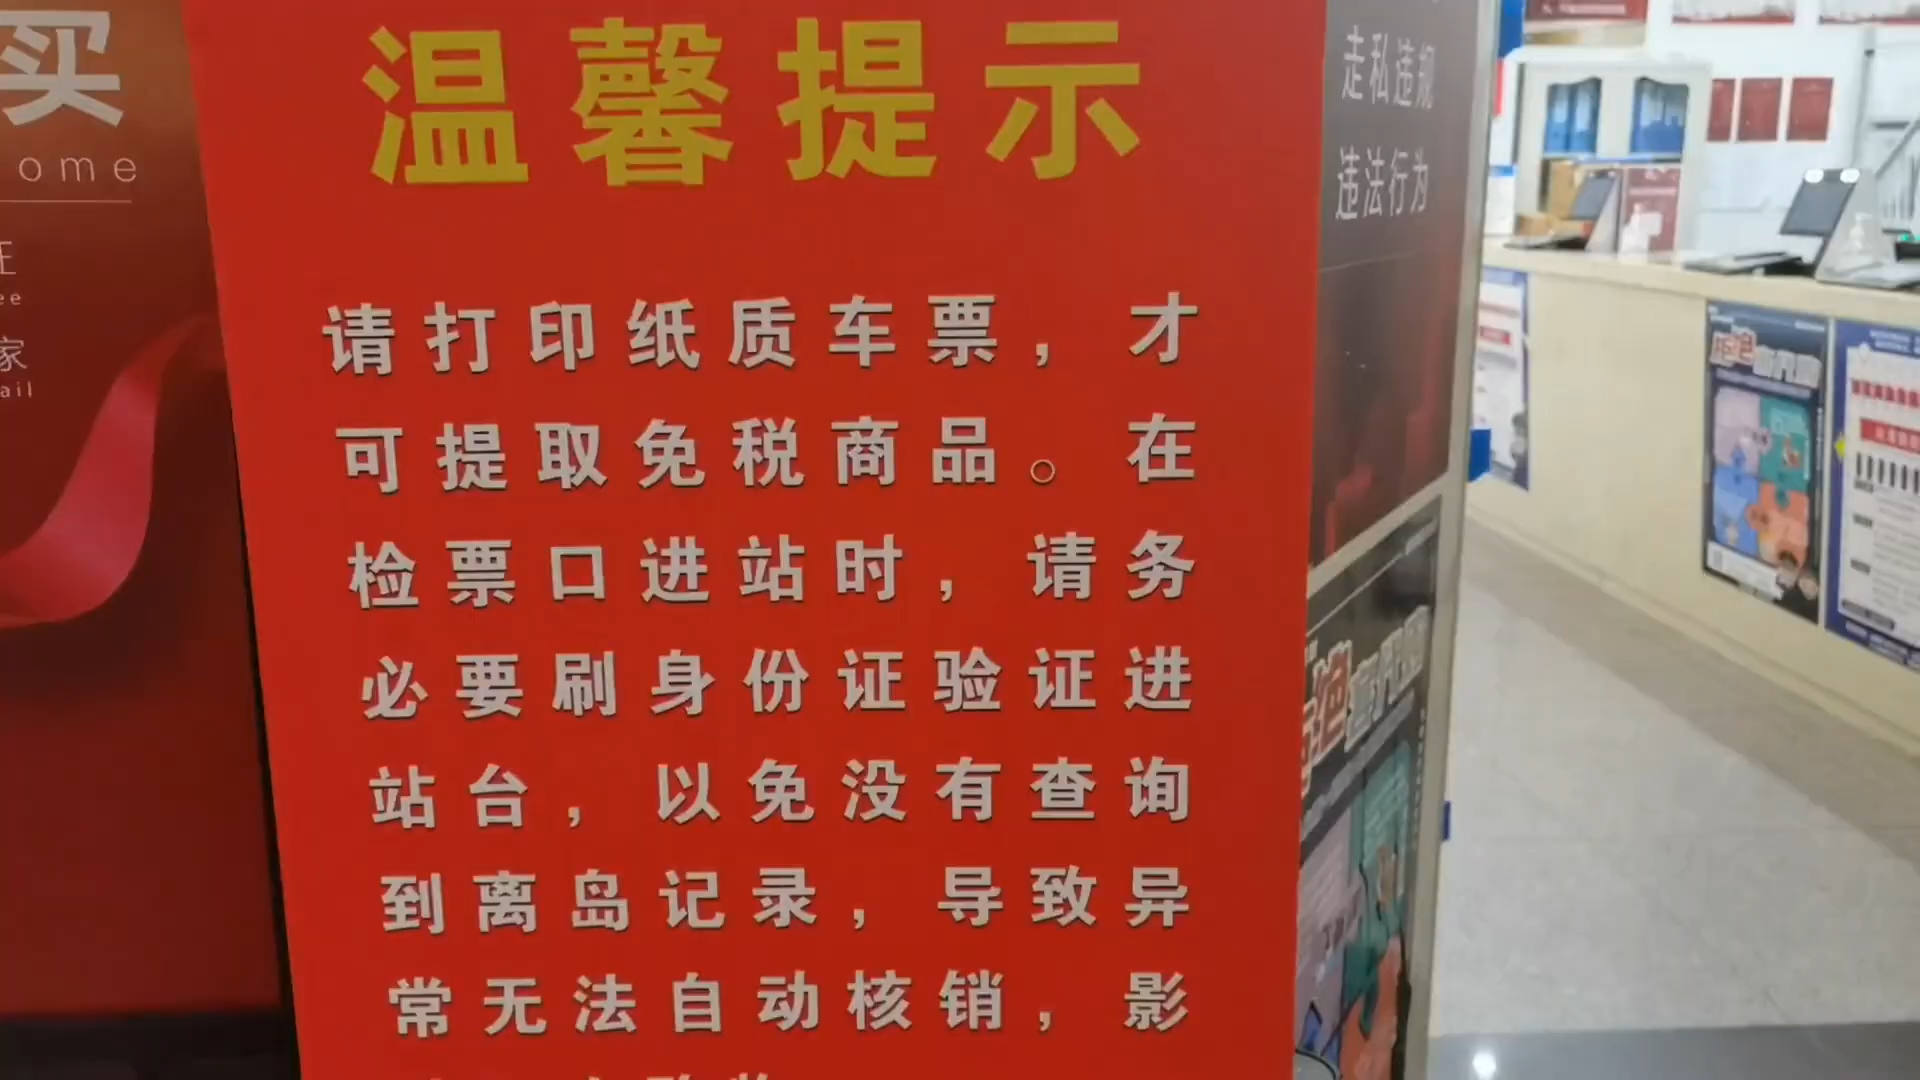 买
ome
ee
家
ail
温馨提示
请打印纸质车票，才
可提取免税商品。在
检票口进站时，请务
必要刷身份证验证进
站台，以免没有查询
到离岛记录，导致异
常无法自动核销，影
走私违规
违法行为
拒绝